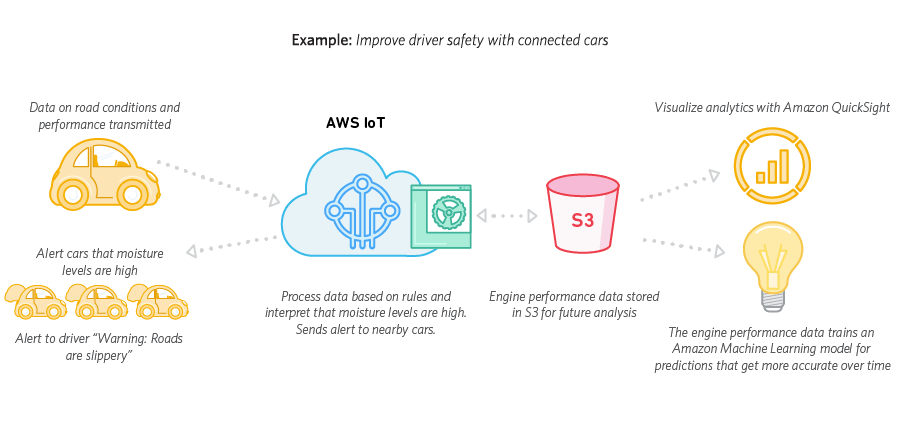 Example: Improve driver safety with connected cars
Data on road conditions and
performance transmitted
AWS IoT
Visualize analytics with Amazon QuickSight
S3
Alert cars that moisture
levels are high
Alert to driver “Warning: Roads
are slippery”
Process data based on rules and
interpret that moisture levels are high.
Sends alert to nearby cars.
Engine performance data stored
in S3 for future analysis
The engine performance data trains an
Amazon Machine Learning model for
predictions that get more accurate over time